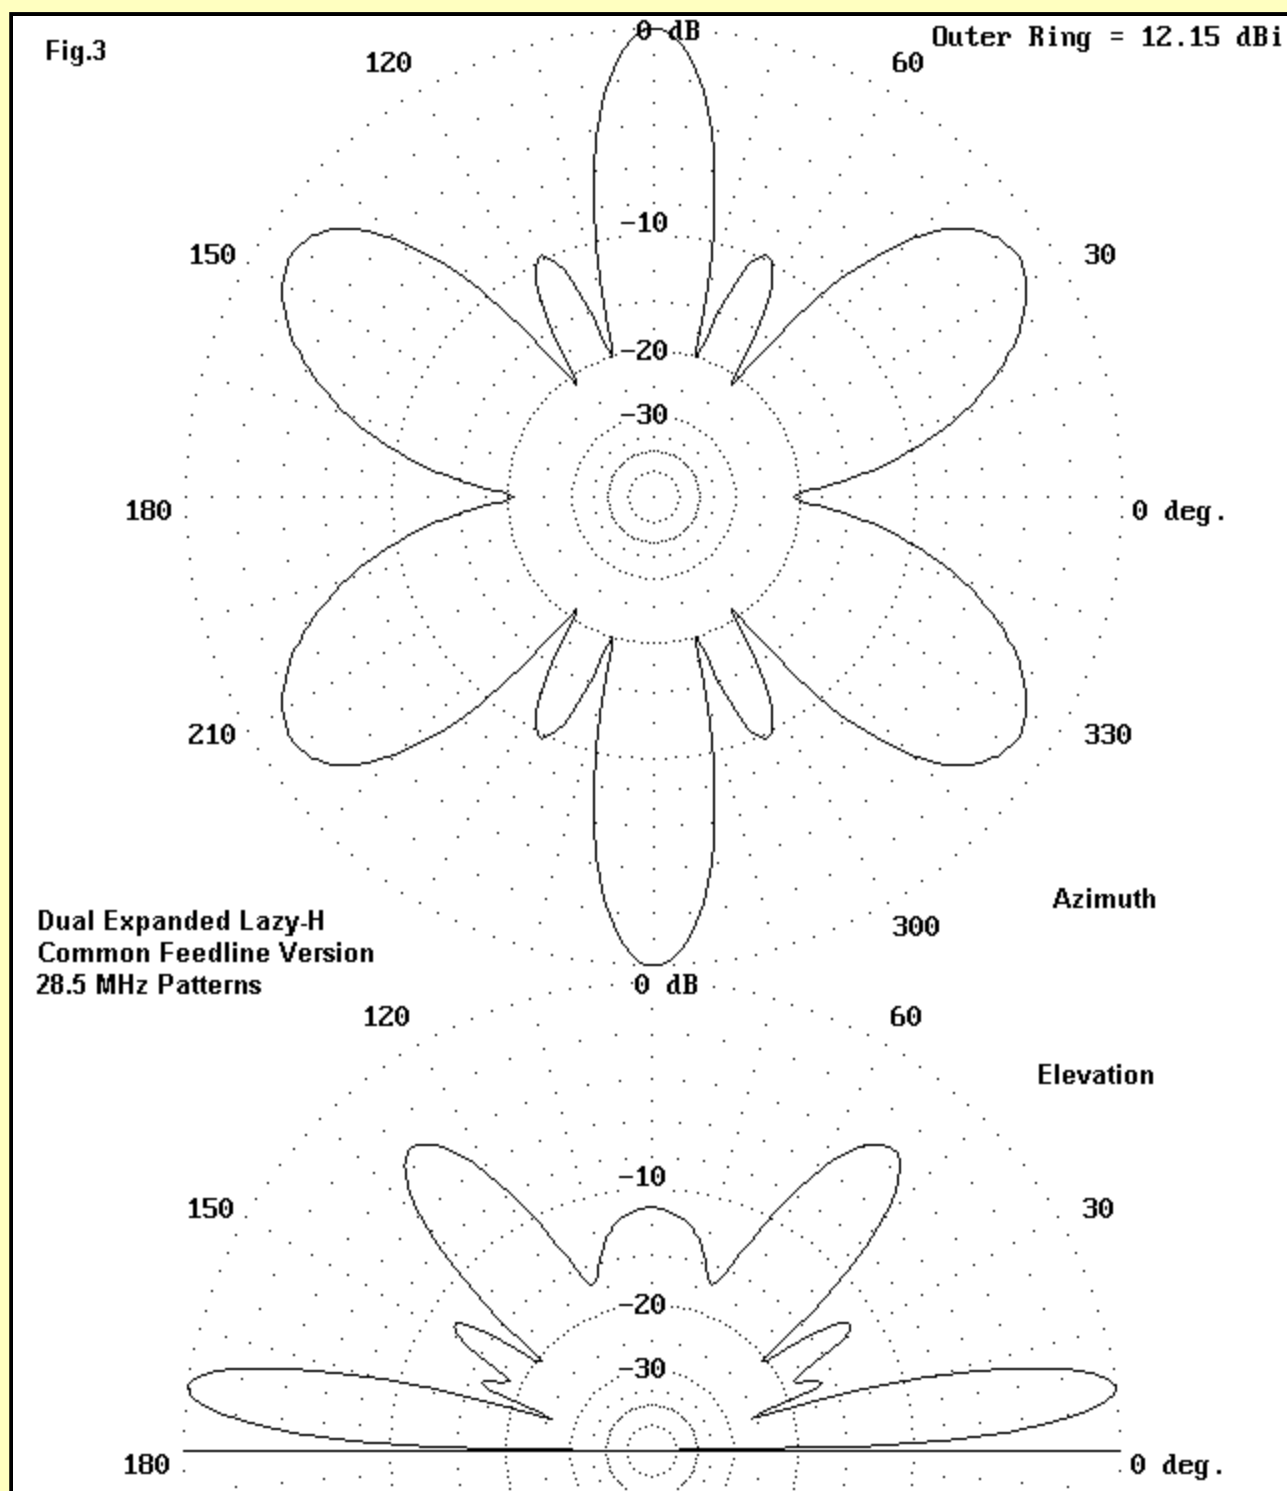 Fig.3
0 dB
Outer Ring = 12.15 dBi
120
60
-10
150
30
-20
-30
180
0 deg.
210
330
Azimuth
300
Dual Expanded Lazy-H
Common Feedline Version
28.5 MHz Patterns
0 dB
120
60
Elevation
-10
150
30
-20
-30
180
0 deg.